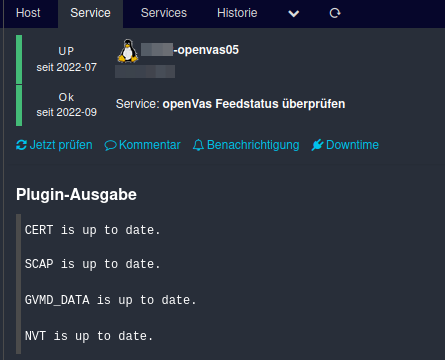 Host Service Services Historie
UP
seit 2022-07
-openvas05
Ok
seit 2022-09
Service: openVas Feedstatus überprüfen
Jetzt prüfen Kommentar Benachrichtigung Downtime
Plugin-Ausgabe
CERT is up to date.
SCAP is up to date.
GVMD_DATA is up to date.
NVT is up to date.